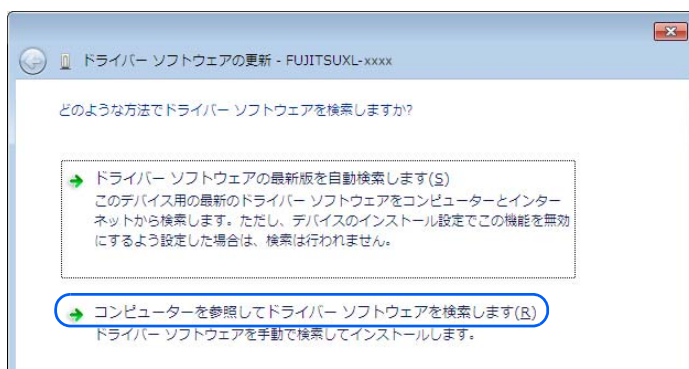 ドライバー ソフトウェアの更新 - FUJITSUXL-xxxx
どのような方法でドライバー ソフトウェアを検索しますか?
ドライバー ソフトウェアの最新版を自動検索します(S)
このデバイス用の最新のドライバー ソフトウェアをコンピューターとインター
ネットから検索します。ただし、デバイスのインストール設定でこの機能を無効
にするよう設定した場合は、検索は行われません。
コンピューターを参照してドライバー ソフトウェアを検索します(R)
ドライバー ソフトウェアを手動で検索してインストールします。